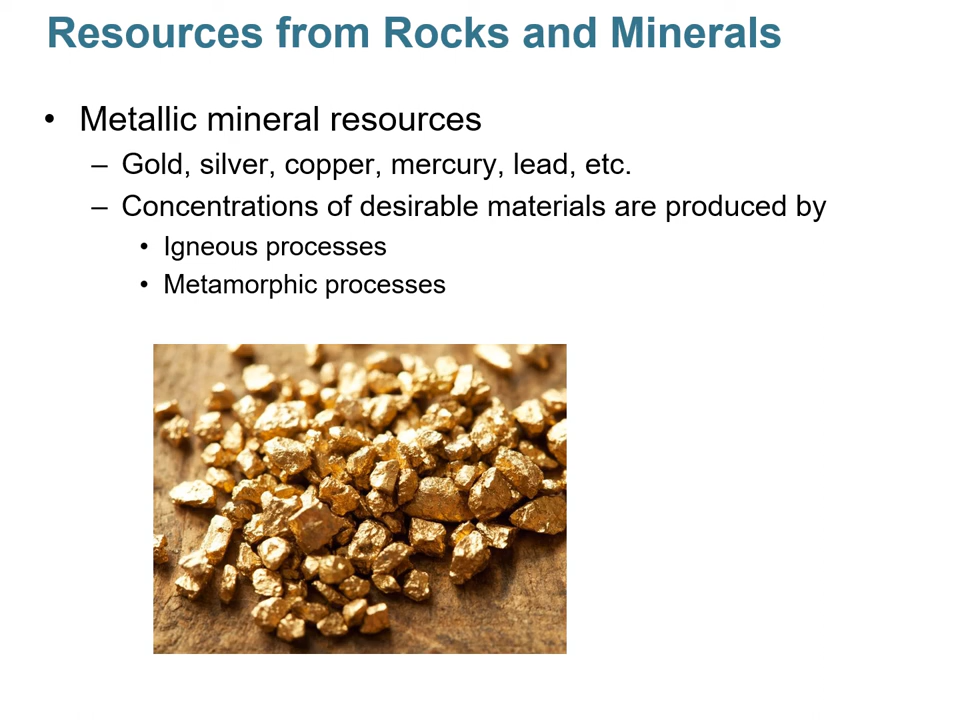 Resources from Rocks and Minerals
• Metallic mineral resources
– Gold, silver, copper, mercury, lead, etc.
– Concentrations of desirable materials are produced by
• Igneous processes
• Metamorphic processes